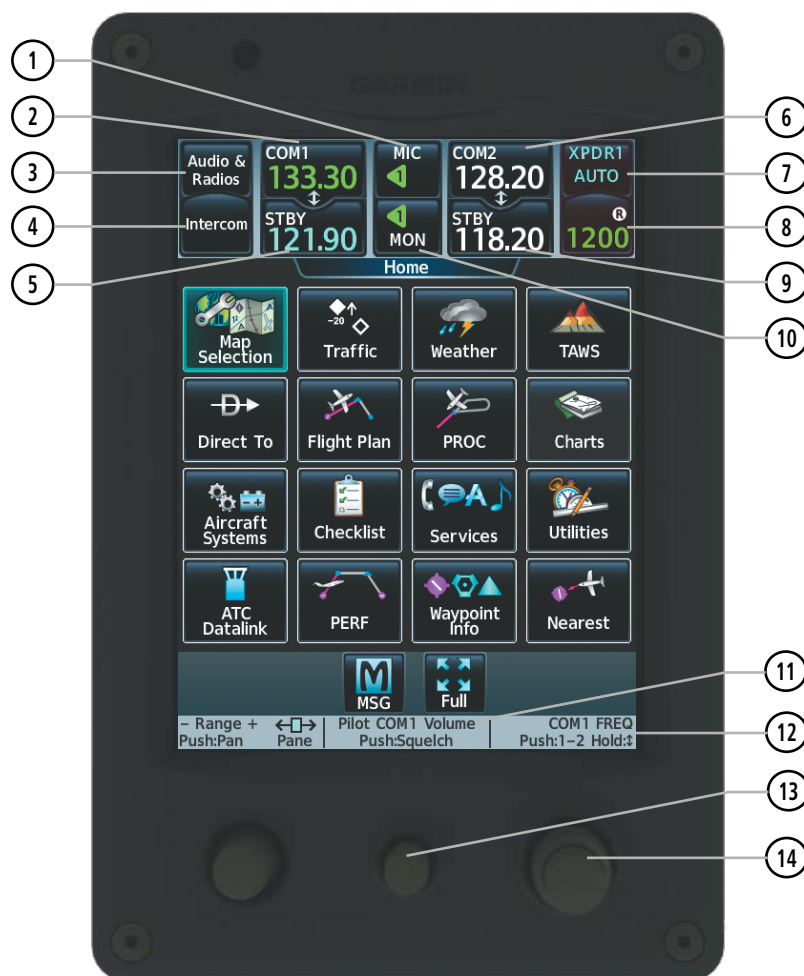 GARMIN
1
2
3
4
5
6
7
8
9
10
11
12
13
14
Audio &
Radios
Intercom
COM1
133.30
STBY
121.90
MIC
1
1
MON
COM2
128.20
STBY
118.20
XPDR1
AUTO
R
1200
Home
Map
Selection
-20
Traffic
Weather
TAWS
D
Direct To
Flight Plan
PROC
Charts
Aircraft
Systems
Checklist
A
Services
Utilities
ATC
Datalink
PERF
Waypoint
Info
Nearest
M
MSG
Full
– Range +
Push:Pan
Pane
Pilot COM1 Volume
Push:Squelch
COM1 FREQ
Push:1–2 Hold:↕